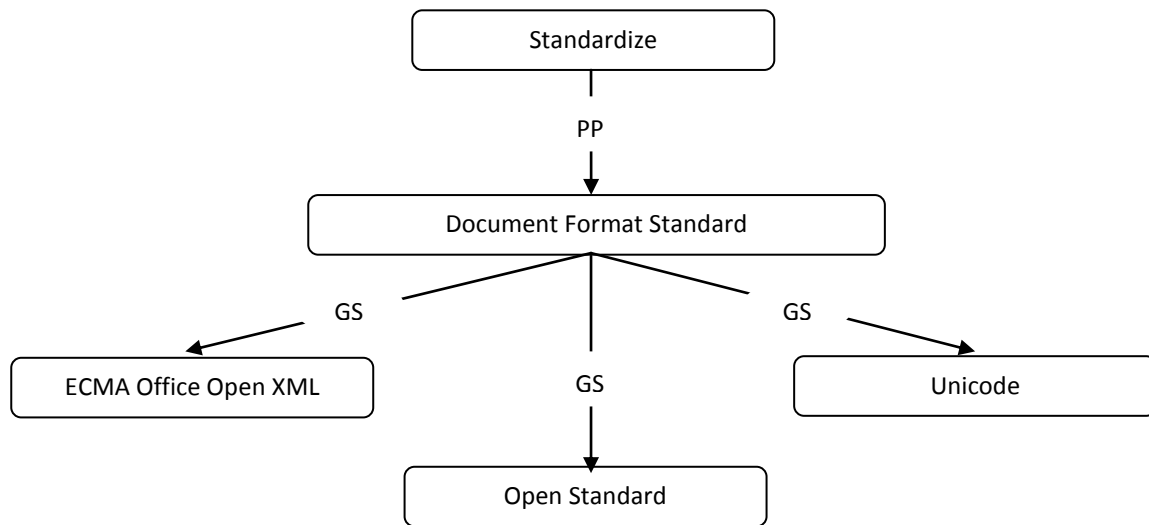 Standardize
PP
Document Format Standard
GS
GS
ECMA Office Open XML
GS
Unicode
Open Standard